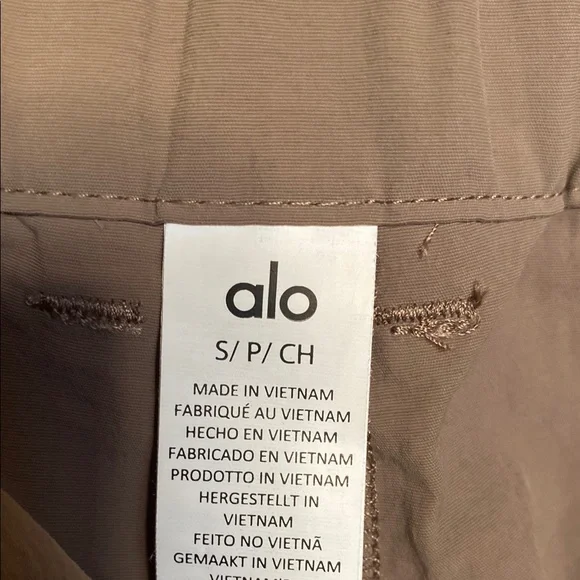 alo
S/ P/ CH
MADE IN VIETNAM
FABRIQUÉ AU VIETNAM
HECHO EN VIETNAM
FABRICADO EN VIETNAM
PRODOTTO IN VIETNAM
HERGESTELLT IN
VIETNAM
FEITO NO VIETNÃ
GEMAAKT IN VIETNAM